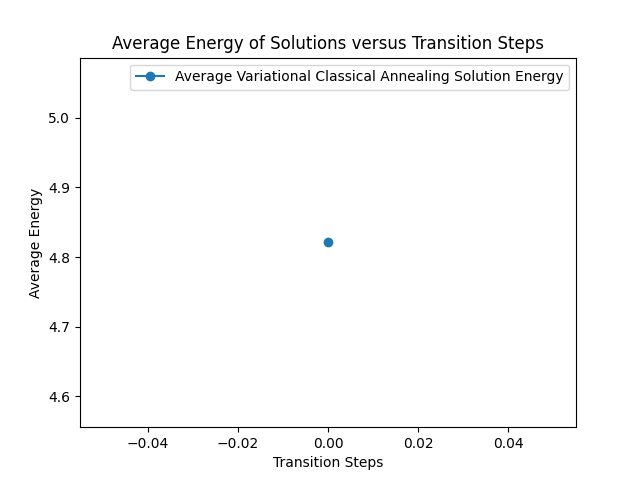 Average Energy of Solutions versus Transition Steps
Average Variational Classical Annealing Solution Energy
5.0
4.9
4.8
4.7
4.6
Average Energy
−0.04 −0.02 0.00 0.02 0.04
Transition Steps